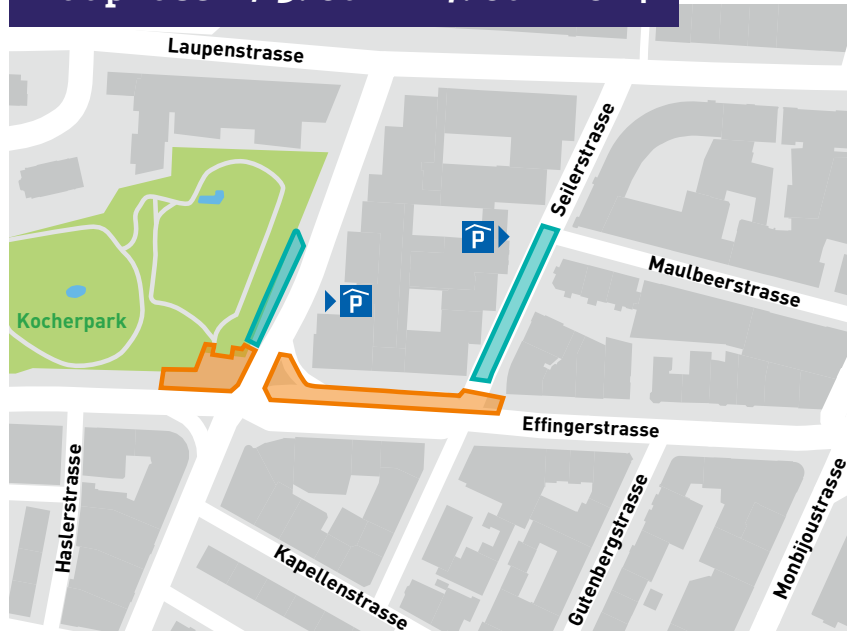 Laupenstrasse
Seilerstrasse
P
Maulbeerstrasse
P
Kocherpark
Effingerstrasse
Haslerstrasse
Kapellenstrasse
Gutenbergstrasse
Monbijoustrasse